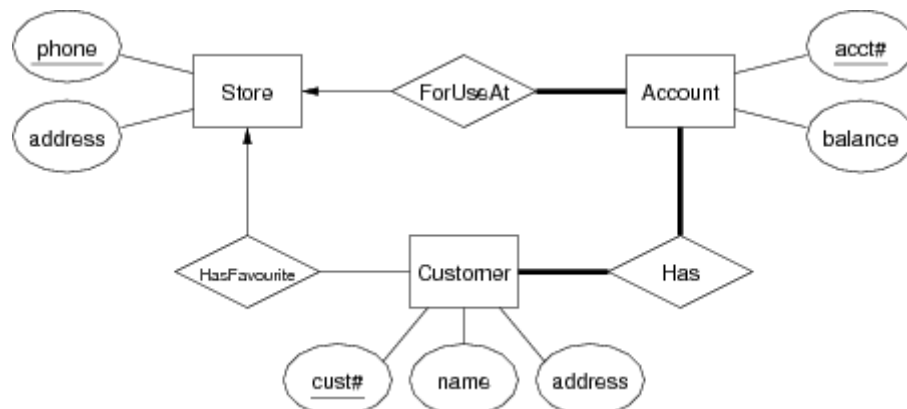 phone
acct#
Store
ForUseAt
Account
address
balance
HasFavourite
Customer
Has
cust#
name
address